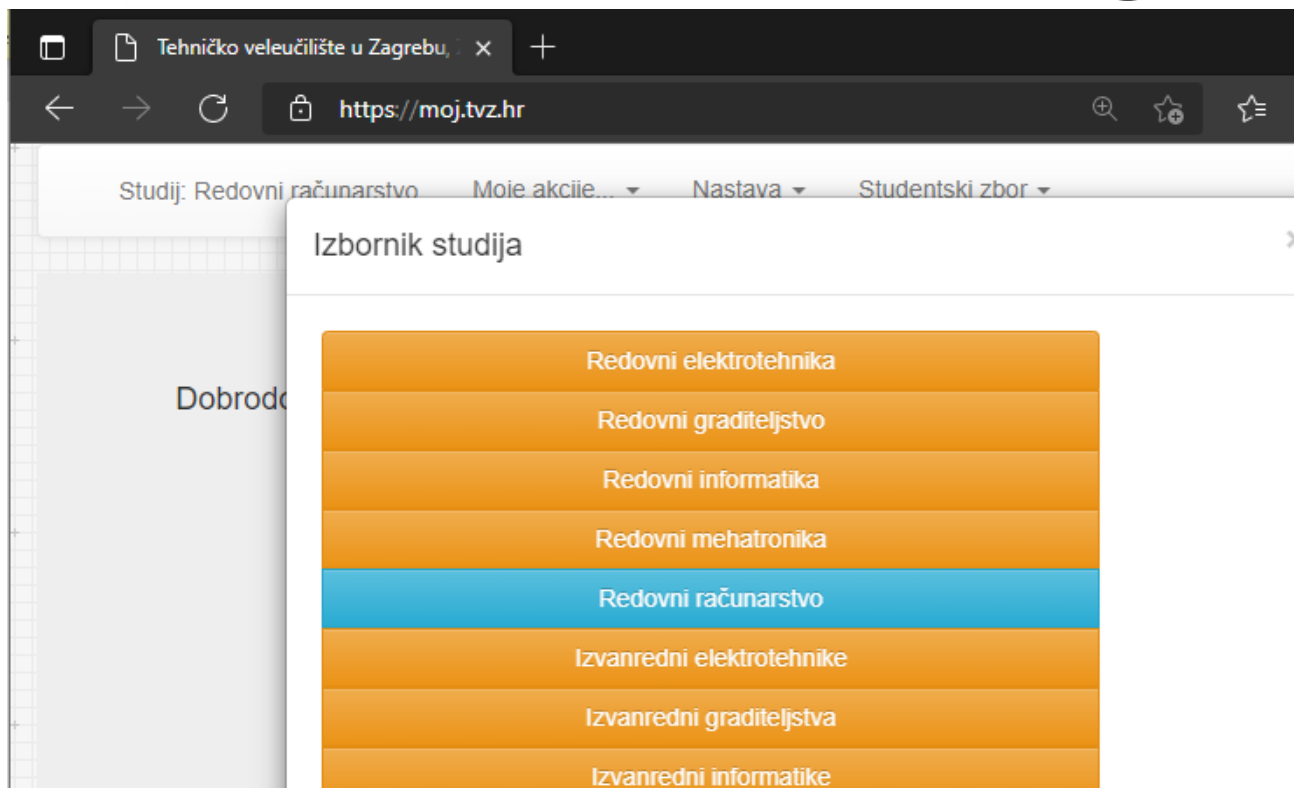 Tehničko veleučilište u Zagrebu,
https://moj.tvz.hr
Studij: Redovni računarstvo Moje akcije... Nastava Studentski zbor
Izbornik studija
Redovni elektrotehnika
Redovni graditeljstvo
Dobrodo
Redovni informatika
Redovni mehatronika
Redovni računarstvo
Izvanredni elektrotehnike
Izvanredni graditeljstva
Izvanredni informatike